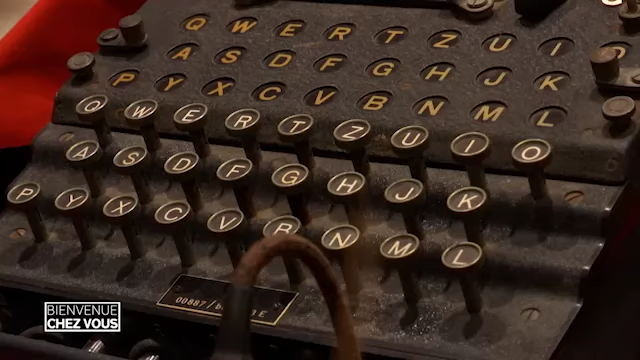 Q W E R T Z U I O
A S D F G H J K
P Y X C V B N M L
Q W E R T Z U I O
A S D F G H J K
P Y X C V B N M L
00887 / E
BIENVENUE
CHEZ VOUS